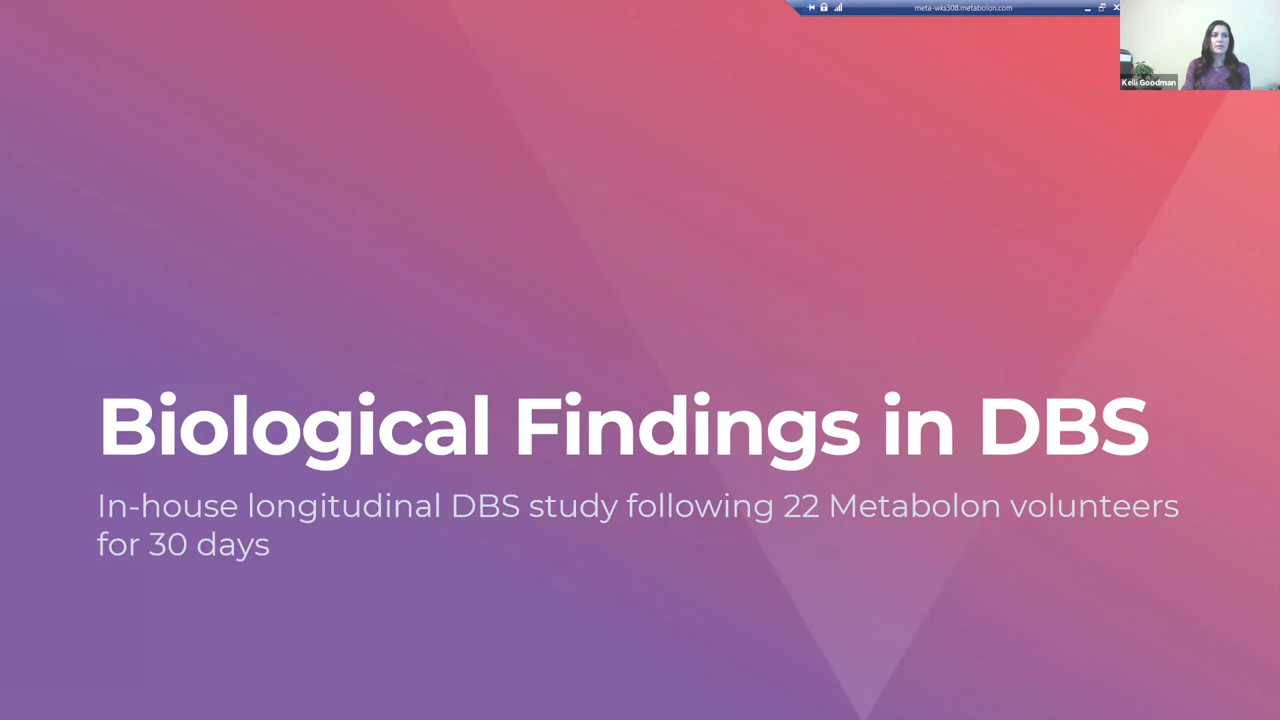 meta-wks308.metabolon.com
Kelli Goodman
Biological Findings in DBS
In-house longitudinal DBS study following 22 Metabolon volunteers
for 30 days